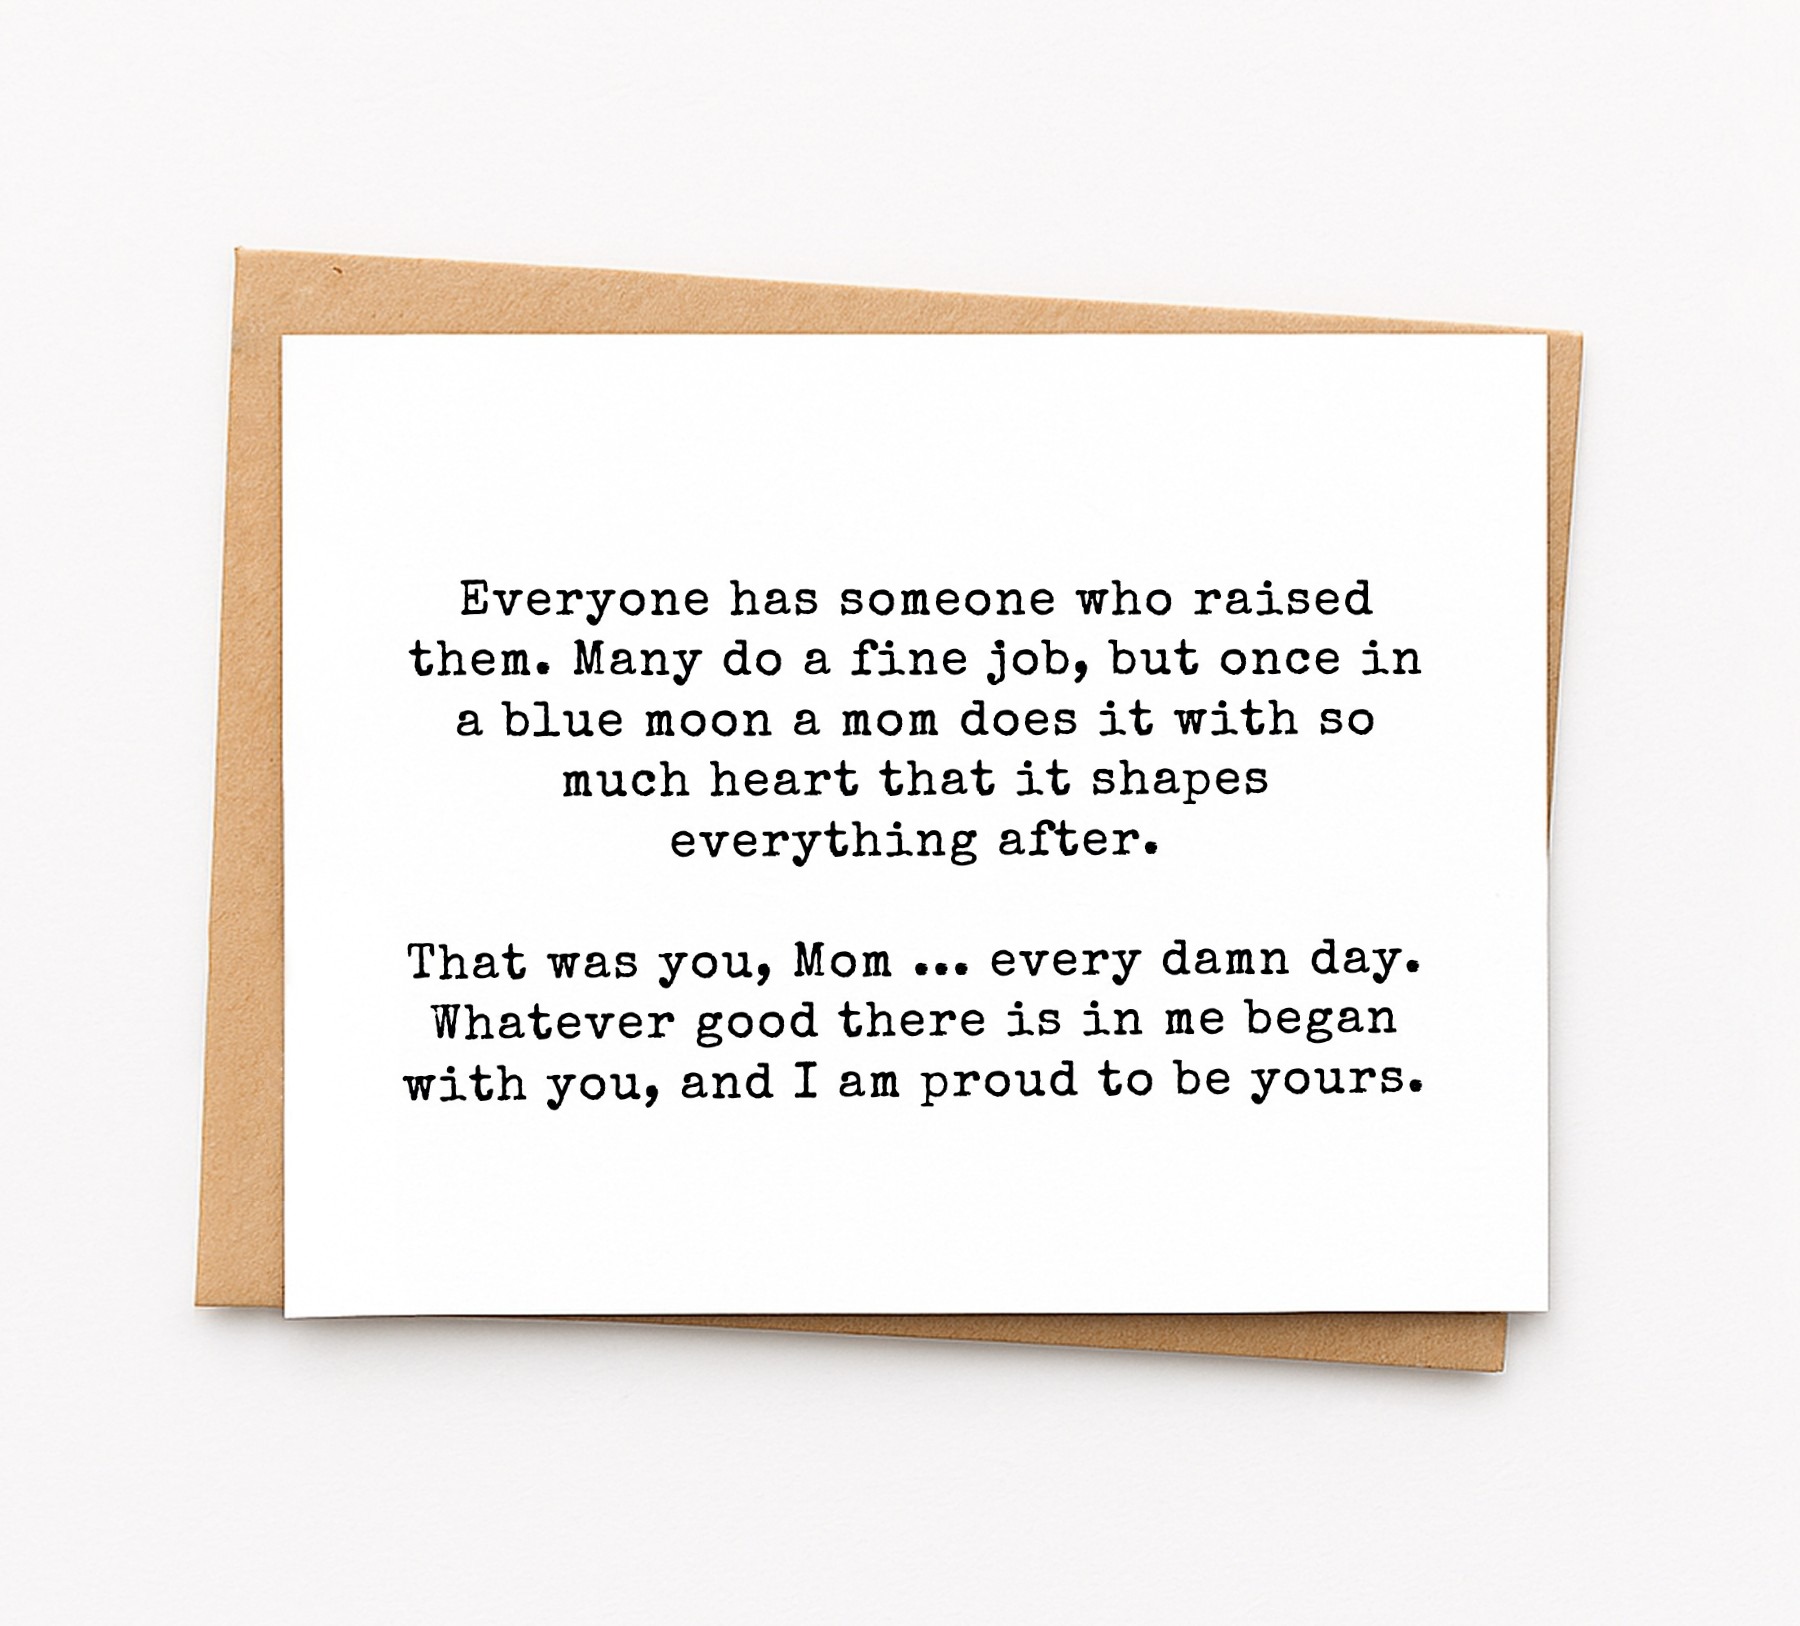 Everyone has someone who raised
them. Many do a fine job, but once in
a blue moon a mom does it with so
much heart that it shapes
everything after.
That was you, Mom ... every damn day.
Whatever good there is in me began
with you, and I am proud to be yours.